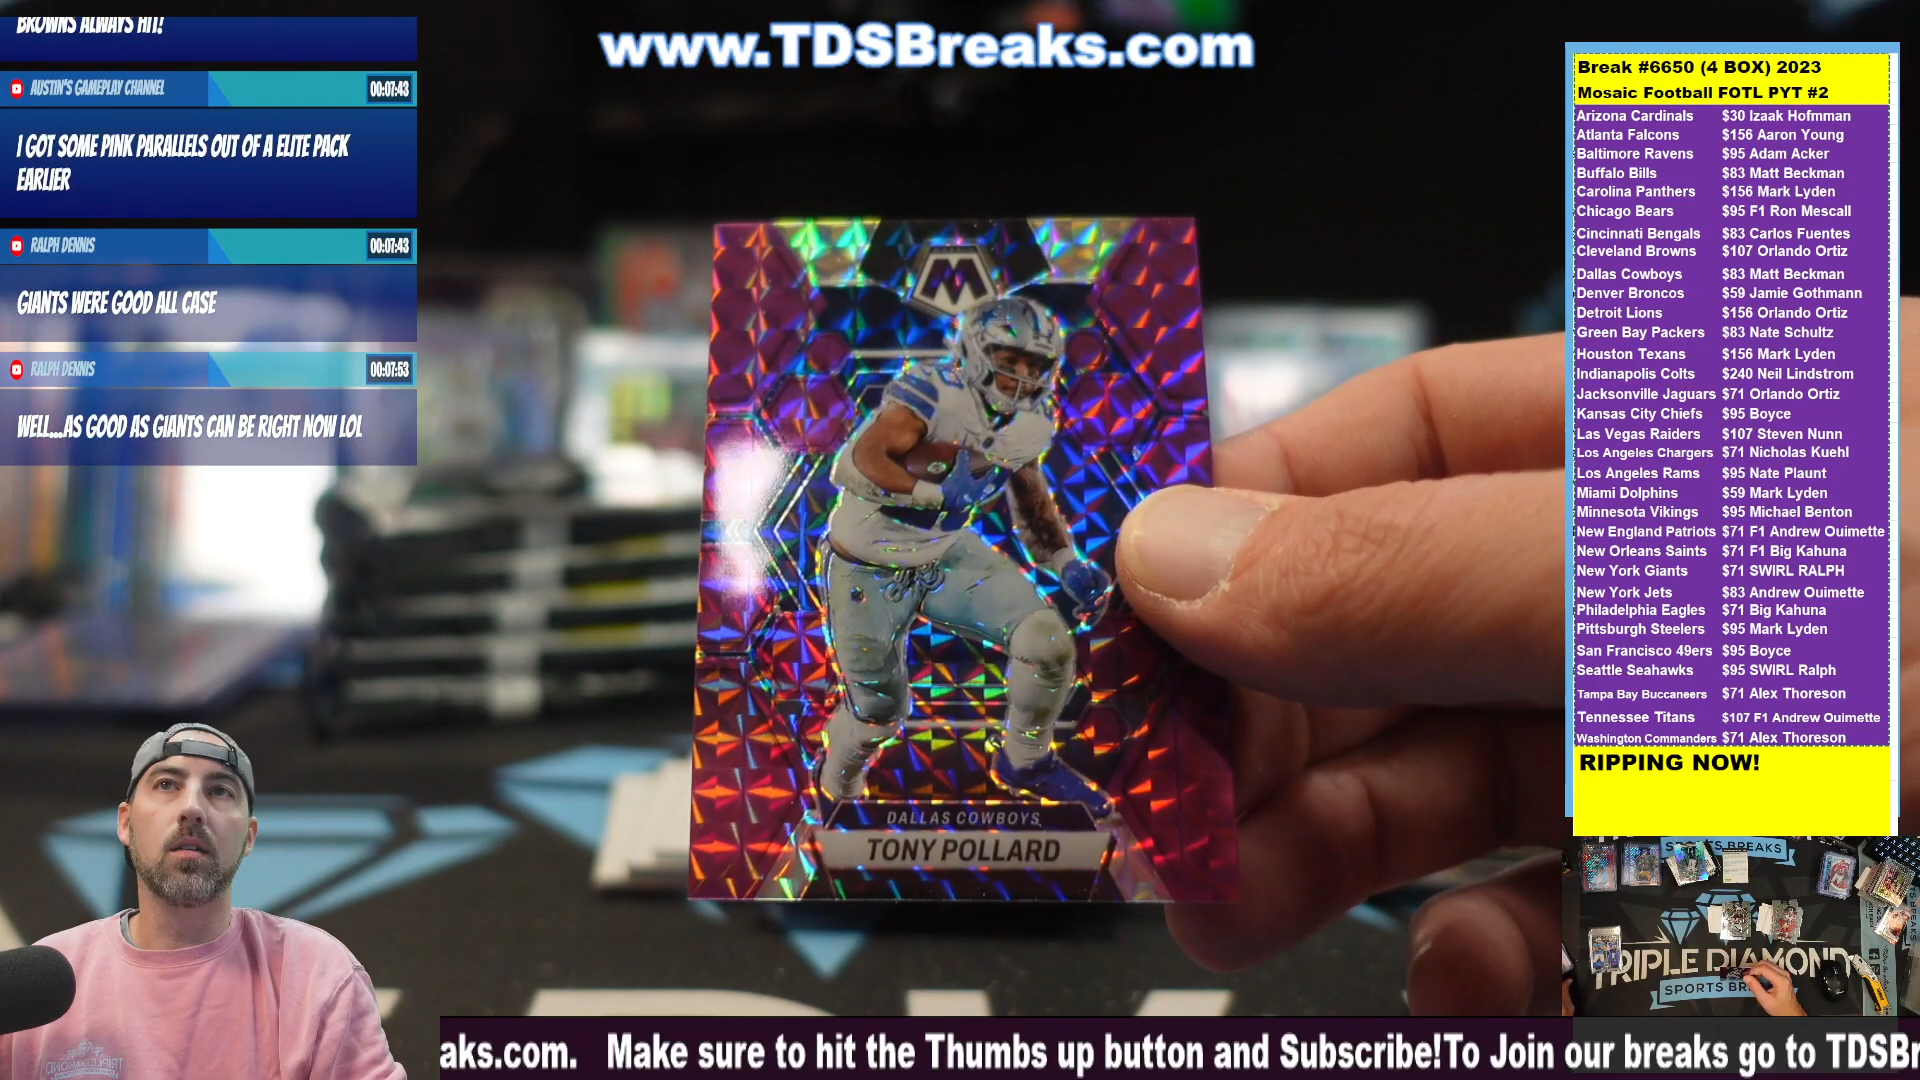 BROWNS ALWAYS HIT!
AUSTIN'S GAMEPLAY CHANNEL
00:07:43
I GOT SOME PINK PARALLELS OUT OF A ELITE PACK
EARLIER
RALPH DENNIS
00:07:43
GIANTS WERE GOOD ALL CASE
RALPH DENNIS
00:07:53
WELL...AS GOOD AS GIANTS CAN BE RIGHT NOW LOL
www.TDSBreaks.com
M
DALLAS COWBOYS
TONY POLLARD
Break #6650 (4 BOX) 2023
Mosaic Football FOTL PYT #2
Arizona Cardinals $30 Izaak Hofmman
Atlanta Falcons $156 Aaron Young
Baltimore Ravens $95 Adam Acker
Buffalo Bills $83 Matt Beckman
Carolina Panthers $156 Mark Lyden
Chicago Bears $95 F1 Ron Mescall
Cincinnati Bengals $83 Carlos Fuentes
Cleveland Browns $107 Orlando Ortiz
Dallas Cowboys $83 Matt Beckman
Denver Broncos $59 Jamie Gothmann
Detroit Lions $156 Orlando Ortiz
Green Bay Packers $83 Nate Schultz
Houston Texans $156 Mark Lyden
Indianapolis Colts $240 Neil Lindstrom
Jacksonville Jaguars $71 Orlando Ortiz
Kansas City Chiefs $95 Boyce
Las Vegas Raiders $107 Steven Nunn
Los Angeles Chargers $71 Nicholas Kuehl
Los Angeles Rams $95 Nate Plaunt
Miami Dolphins $59 Mark Lyden
Minnesota Vikings $95 Michael Benton
New England Patriots $71 F1 Andrew Ouimette
New Orleans Saints $71 F1 Big Kahuna
New York Giants $71 SWIRL RALPH
New York Jets $83 Andrew Ouimette
Philadelphia Eagles $71 Big Kahuna
Pittsburgh Steelers $95 Mark Lyden
San Francisco 49ers $95 Boyce
Seattle Seahawks $95 SWIRL Ralph
Tampa Bay Buccaneers $71 Alex Thoreson
Tennessee Titans $107 F1 Andrew Ouimette
Washington Commanders $71 Alex Thoreson
RIPPING NOW!
SPORTS BREAKS
TRIPLE DIAMOND
SPORTS BR
aks.com. Make sure to hit the Thumbs up button and Subscribe!To Join our breaks go to TDSBr